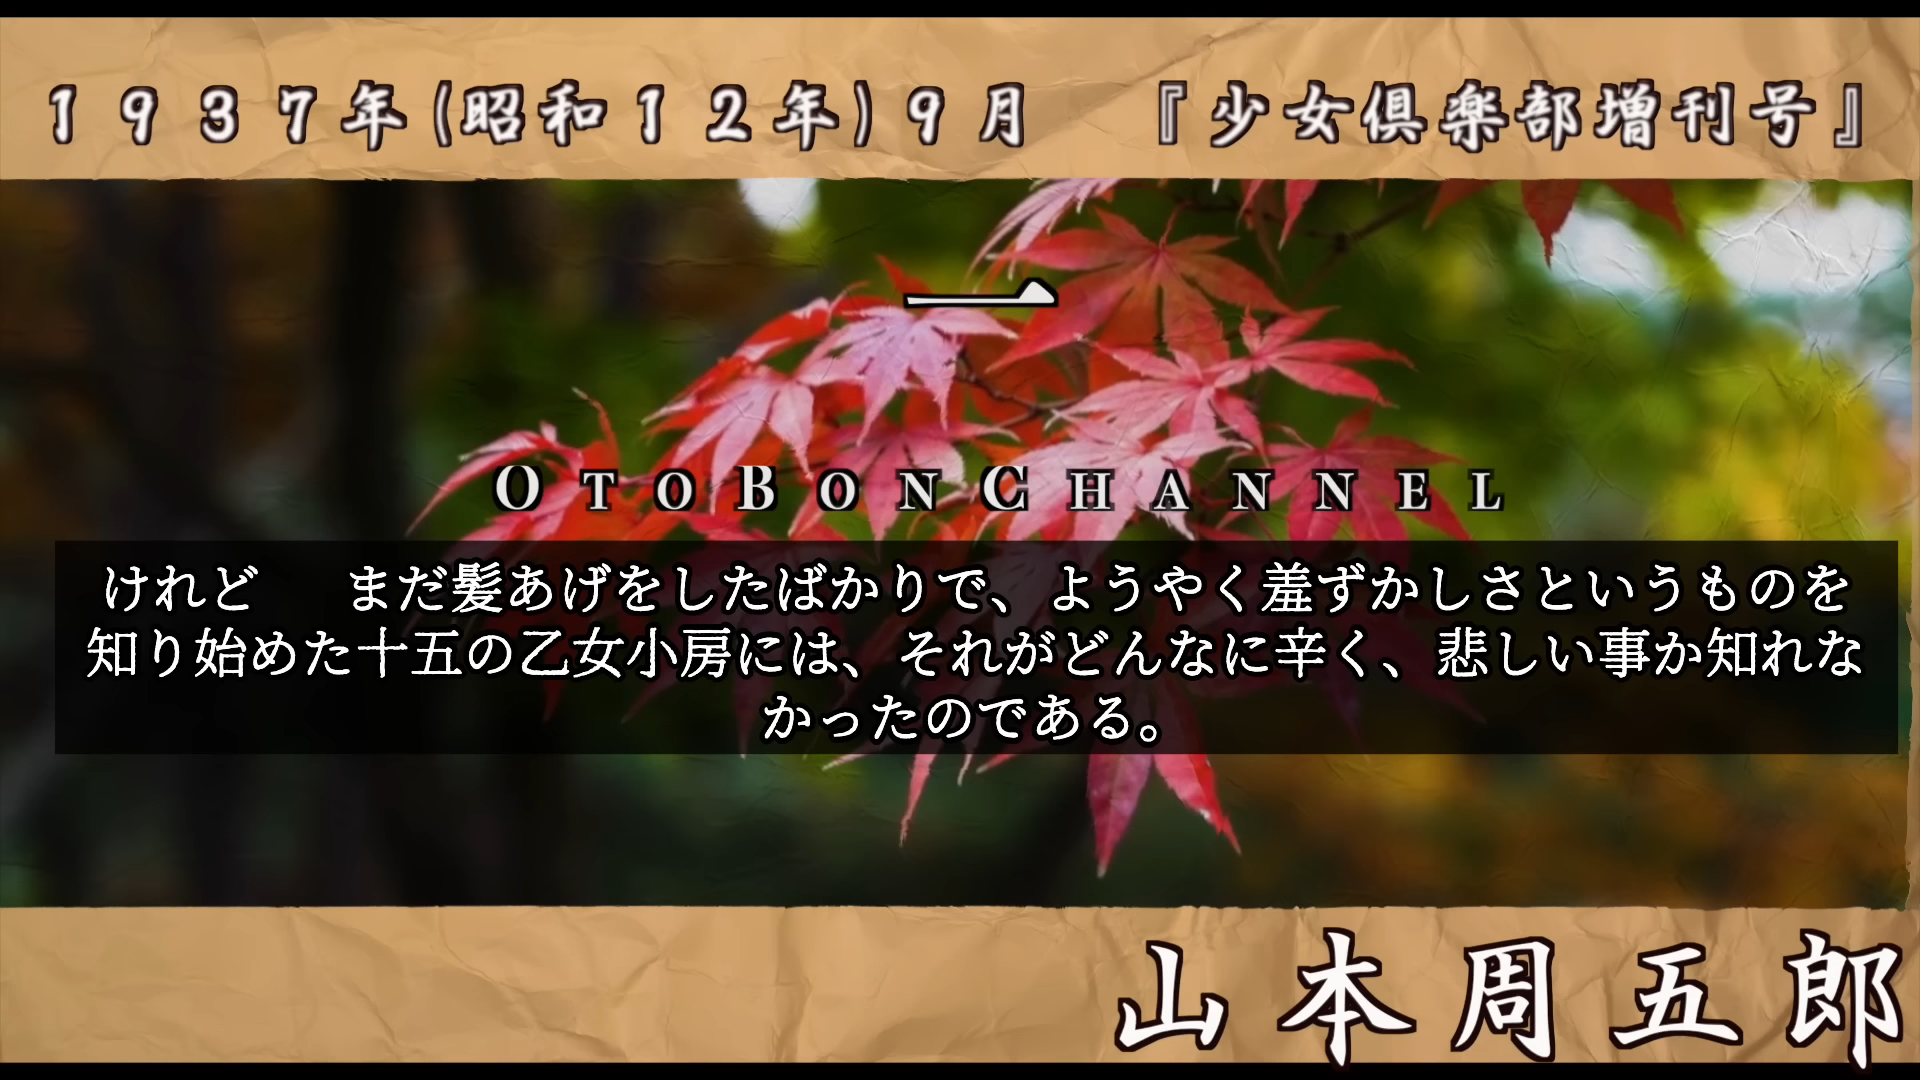 １９３７年(昭和１２年)９月　『少女倶楽部増刊号』
一
OTOBON CHANNEL
けれど　 まだ髪あげをしたばかりで、ようやく羞ずかしさというものを
知り始めた十五の乙女小房には、それがどんなに辛く、悲しい事か知れな
かったのである。
山本周五郎